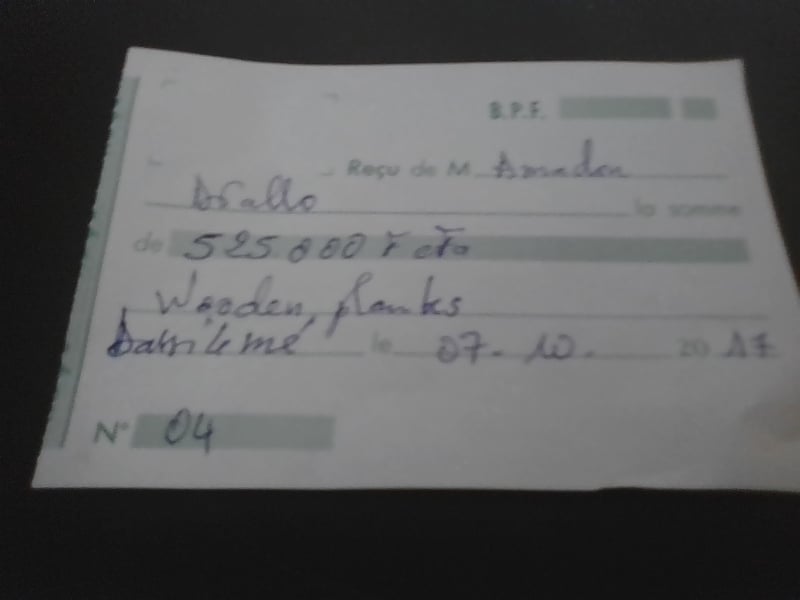 B.P.F.
Reçu de M Amadou
Diallo la somme
de 525.000 F cfa
Wooden, planks
le 07-10. 20 17
N° 04